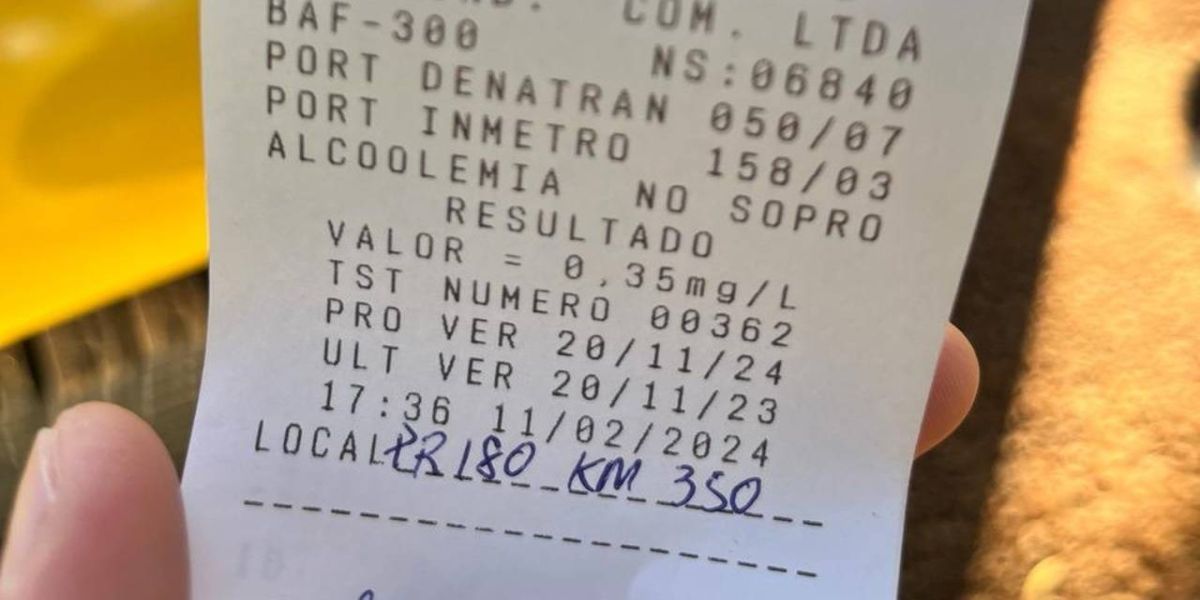 COM. LTDA
BAF-300 NS:06840
PORT DENATRAN 050/07
PORT INMETRO 158/03
ALCOOLEMIA NO SOPRO
RESULTADO
VALOR = 0,35mg/L
TST NUMERO 00362
PRO VER 20/11/24
ULT VER 20/11/23
17:36 11/02/2024
LOCAL PR 180 KM 350